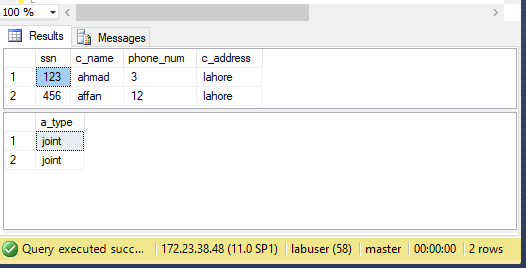 100 %
Results Messages
ssn c_name phone_num c_address
1 123 ahmad 3 lahore
2 456 affan 12 lahore
a_type
1 joint
2 joint
Query executed succ... 172.23.38.48 (11.0 SP1) labuser (58) master 00:00:00 2 rows